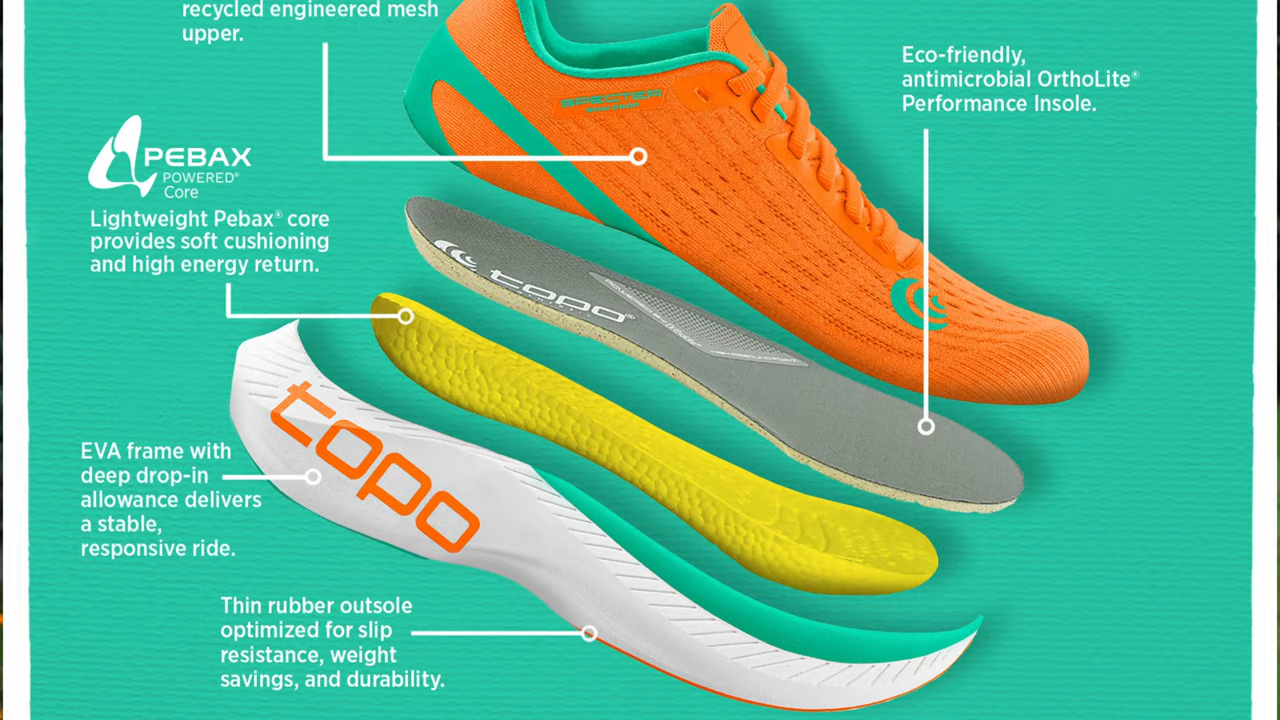 recycled engineered mesh
upper.
Eco-friendly,
antimicrobial OrthoLite®
Performance Insole.
SPECTER
PEBAX
POWERED®
Core
Lightweight Pebax® core
provides soft cushioning
and high energy return.
topo
EVA frame with
deep drop-in
allowance delivers
a stable,
responsive ride.
topo
Thin rubber outsole
optimized for slip
resistance, weight
savings, and durability.